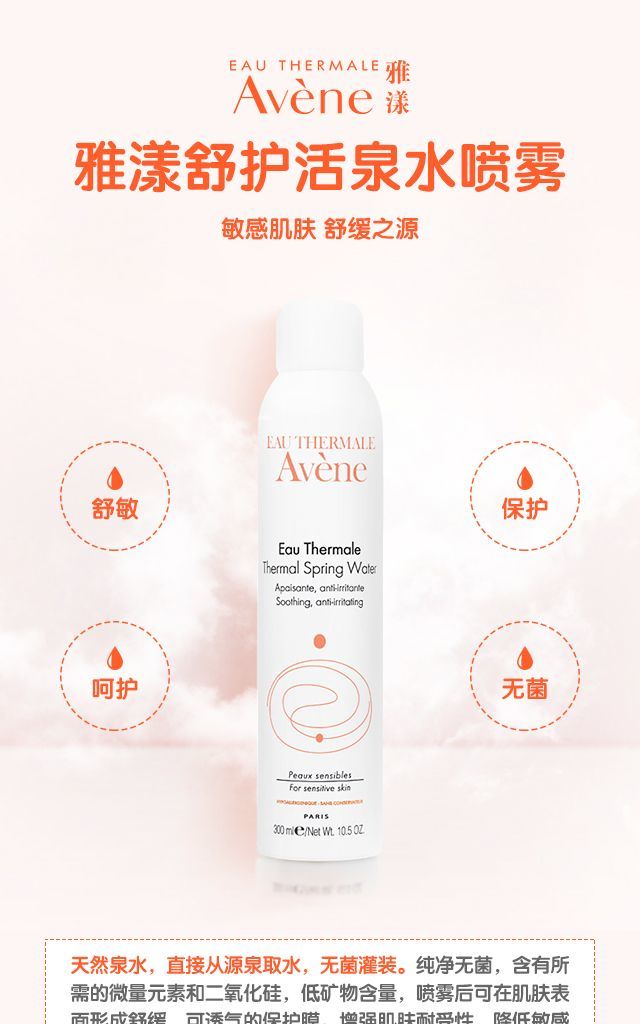 EAU THERMALE
Avène
雅漾
雅漾舒护活泉水喷雾
敏感肌肤 舒缓之源
舒敏
保护
呵护
无菌
EAU THERMALE
Avène
Eau Thermale
Thermal Spring Water
Apaisante, anti-irritante
Soothing, anti-irritating
Peaux sensibles
For sensitive skin
HYPOALLERGENIQUE - SANS CONSERVATEUR
PARIS
300 ml℮/Net Wt. 10.5 OZ.
天然泉水，直接从源泉取水，无菌灌装。纯净无菌，含有所
需的微量元素和二氧化硅，低矿物含量，喷雾后可在肌肤表
面形成舒缓、可透气的保护膜，增强肌肤耐受性，降低敏感